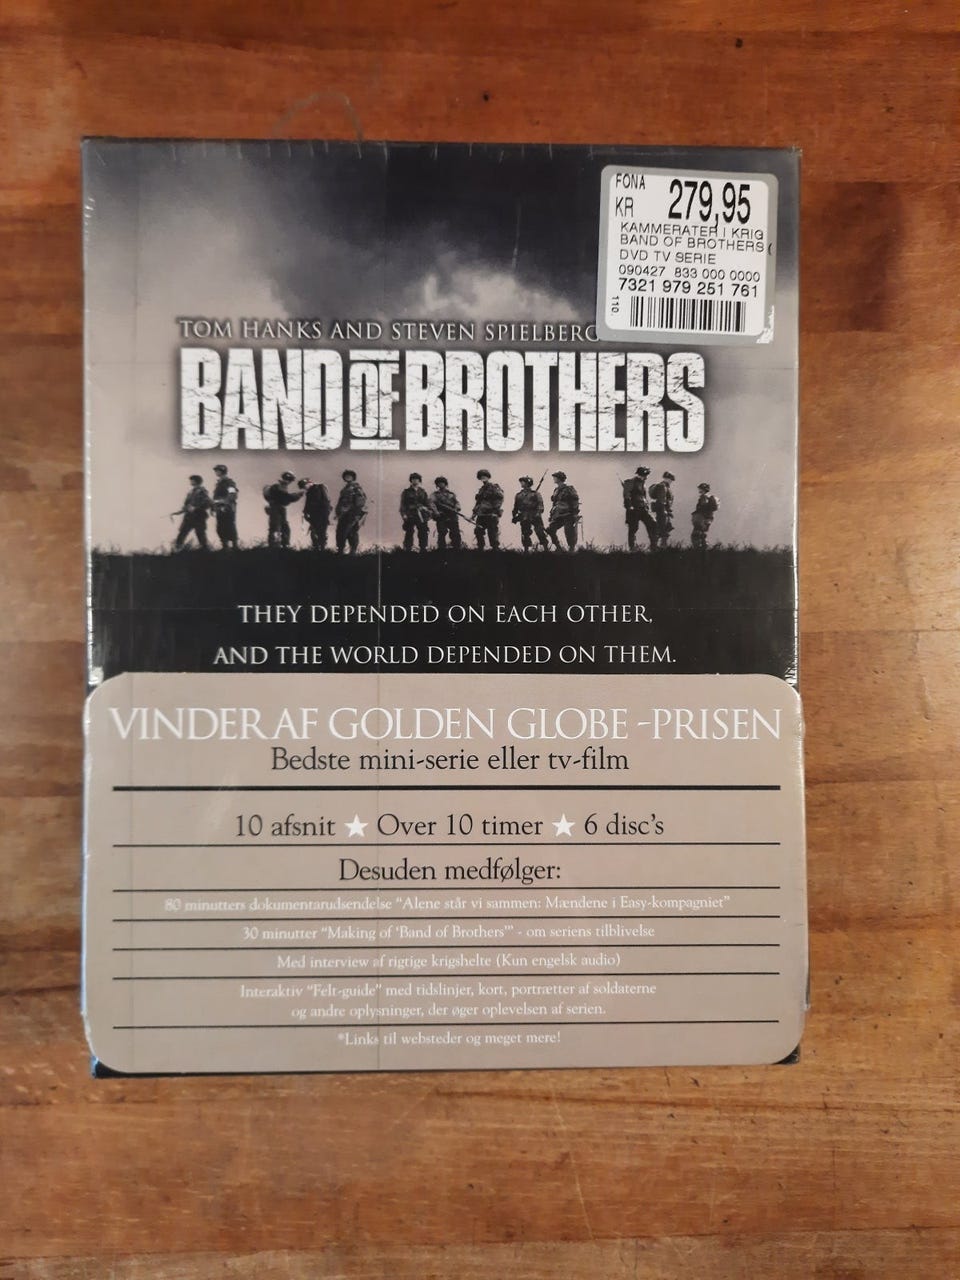 FONA
KR 279,95
KAMMERATER I KRIG
BAND OF BROTHERS (
DVD TV SERIE
090427 833 000 0000
7321 979 251 761
110.
TOM HANKS AND STEVEN SPIELBERG
BAND OF BROTHERS
THEY DEPENDED ON EACH OTHER,
AND THE WORLD DEPENDED ON THEM.
VINDER AF GOLDEN GLOBE -PRISEN
Bedste mini-serie eller tv-film
10 afsnit ★ Over 10 timer ★ 6 disc's
Desuden medfølger:
80 minutters dokumentarudsendelse "Alene står vi sammen: Mændene i Easy-kompagniet"
30 minutter "Making of 'Band of Brothers'" - om seriens tilblivelse
Med interview af rigtige krigshelte (Kun engelsk audio)
Interaktiv "Felt-guide" med tidslinjer, kort, portrætter af soldaterne
og andre oplysninger, der øger oplevelsen af serien.
*Links til websteder og meget mere!